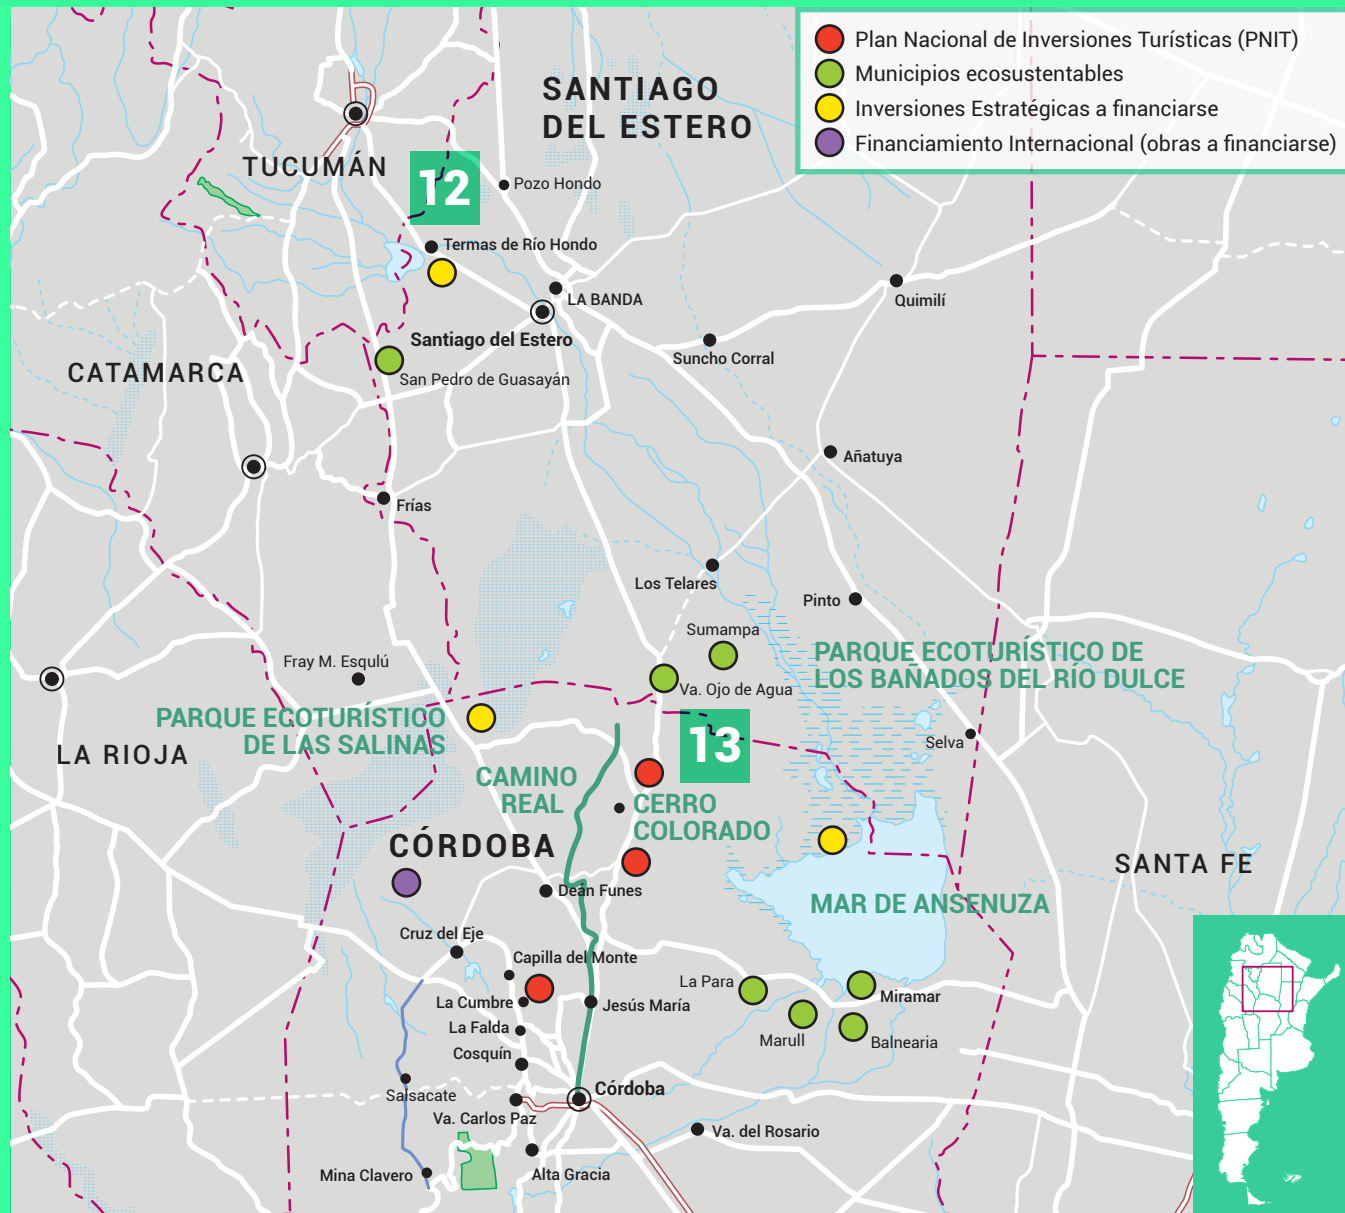 Plan Nacional de Inversiones Turísticas (PNIT)
Municipios ecosustentables
Inversiones Estratégicas a financiarse
Financiamiento Internacional (obras a financiarse)
SANTIAGO
DEL ESTERO
TUCUMÁN
12
Pozo Hondo
Termas de Río Hondo
LA BANDA
Quimilí
Santiago del Estero
Suncho Corral
CATAMARCA
San Pedro de Guasayán
Añatuya
Frías
Los Telares
Pinto
Sumampa
PARQUE ECOTURÍSTICO DE
LOS BAÑADOS DEL RÍO DULCE
Fray M. Esqulú
Va. Ojo de Agua
PARQUE ECOTURÍSTICO
DE LAS SALINAS
13
Selva
LA RIOJA
CAMINO
REAL
CERRO
COLORADO
CÓRDOBA
SANTA FE
Deán Funes
MAR DE ANSENUZA
Cruz del Eje
Capilla del Monte
La Para
Miramar
La Cumbre
Jesús María
La Falda
Marull
Balnearia
Cosquín
Salsacate
Córdoba
Va. Carlos Paz
Va. del Rosario
Mina Clavero
Alta Gracia